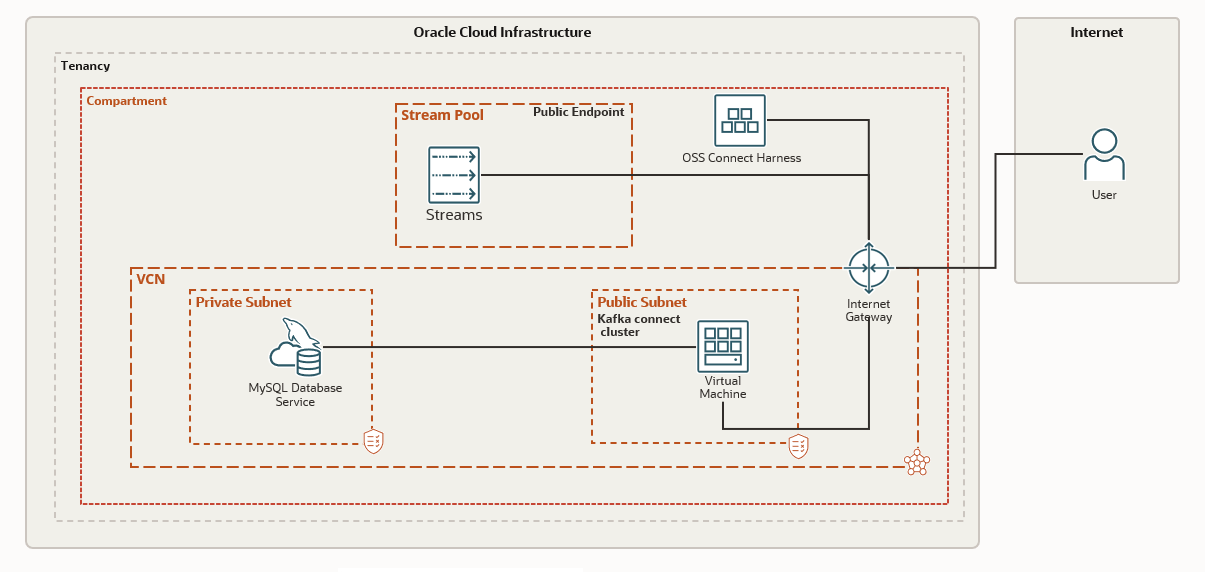 Oracle Cloud Infrastructure
Internet
Tenancy
Compartment
Stream Pool
Public Endpoint
Streams
OSS Connect Harness
User
VCN
Internet
Gateway
Private Subnet
MySQL Database
Service
Public Subnet
Kafka connect
cluster
Virtual
Machine